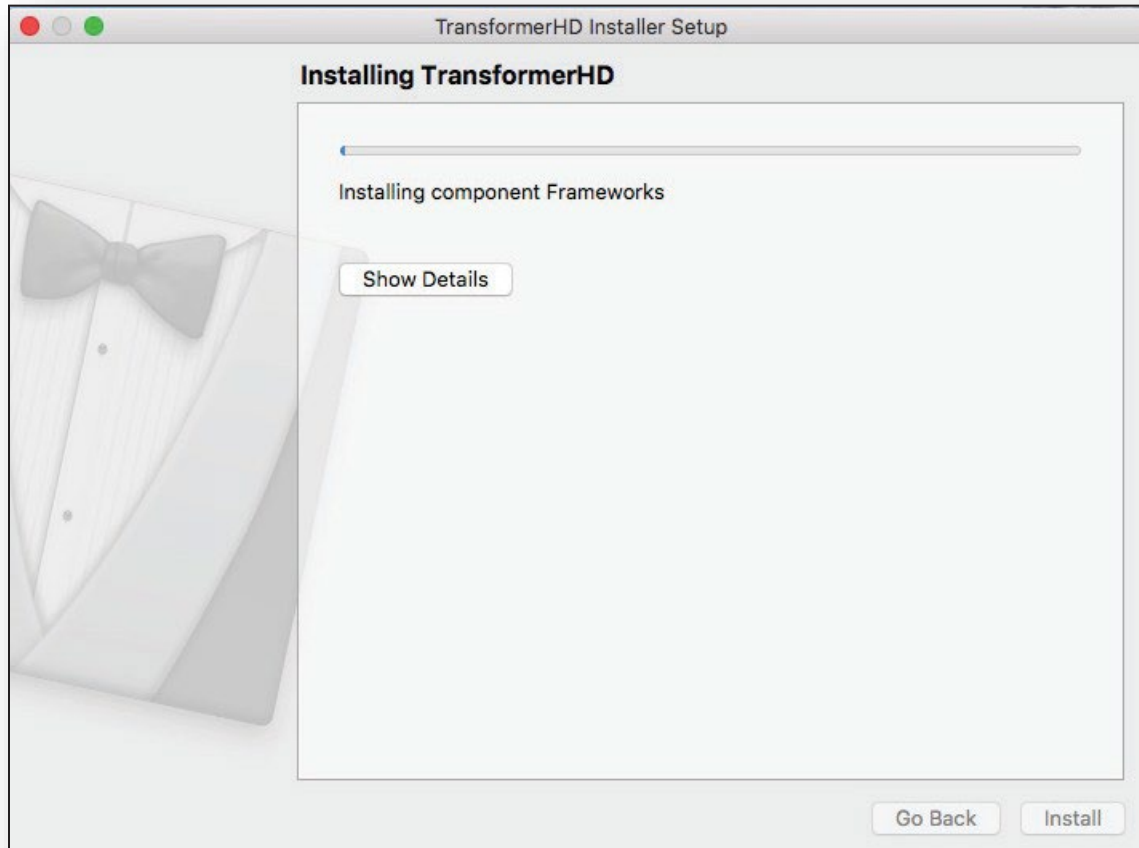 TransformerHD Installer Setup
Installing TransformerHD
Installing component Frameworks
Show Details
Go Back
Install